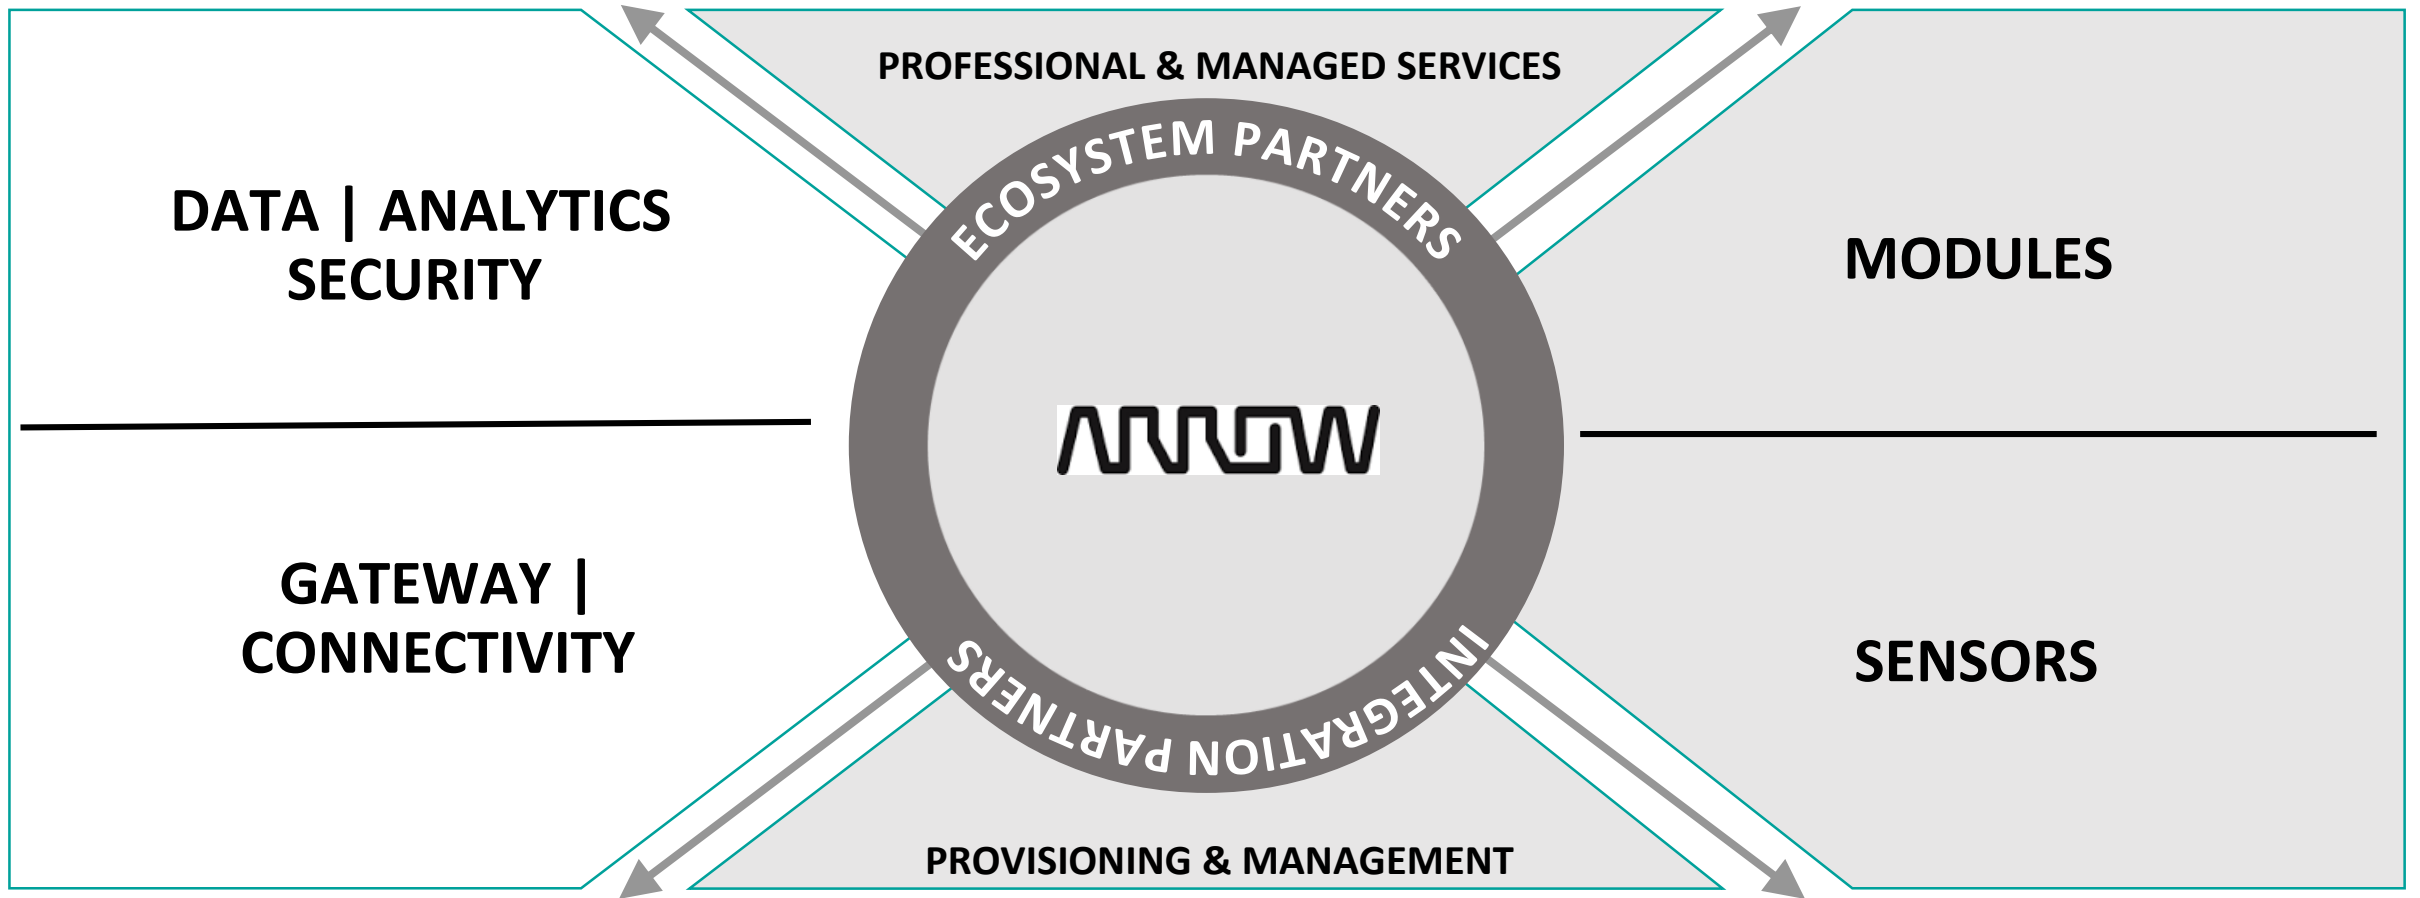 PROFESSIONAL & MANAGED SERVICES
ECOSYSTEM PARTNERS
DATA | ANALYTICS
SECURITY
MODULES
ARROW
GATEWAY |
CONNECTIVITY
SENSORS
INTEGRATION PARTNERS
PROVISIONING & MANAGEMENT